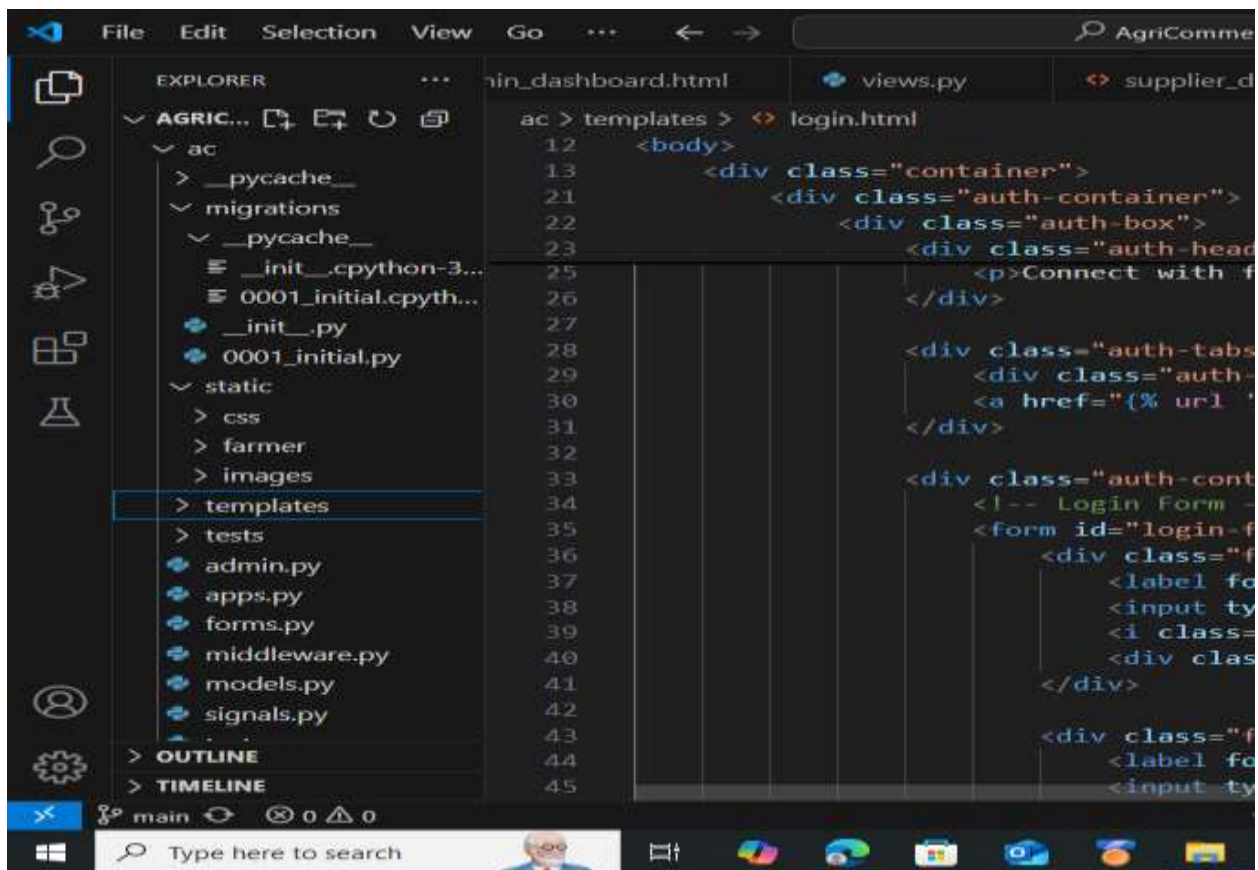 File Edit Selection View Go ··· AgriComme
EXPLORER ···
AGRIC...
ac
__pycache__
migrations
__pycache__
__init__.cpython-3...
0001_initial.cpyth...
__init__.py
0001_initial.py
static
css
farmer
images
templates
tests
admin.py
apps.py
forms.py
middleware.py
models.py
signals.py
OUTLINE
TIMELINE
in_dashboard.html views.py supplier_d
ac > templates > login.html
12 <body>
13 <div class="container">
21 <div class="auth-container">
22 <div class="auth-box">
23 <div class="auth-head
25 <p>Connect with f
26 </div>
27
28 <div class="auth-tabs
29 <div class="auth-
30 <a href="{% url '
31 </div>
32
33 <div class="auth-cont
34 <!-- Login Form -
35 <form id="login-f
36 <div class="f
37 <label fo
38 <input ty
39 <i class=
40 <div clas
41 </div>
42
43 <div class="f
44 <label fo
45 <input ty
main 0 0
Type here to search